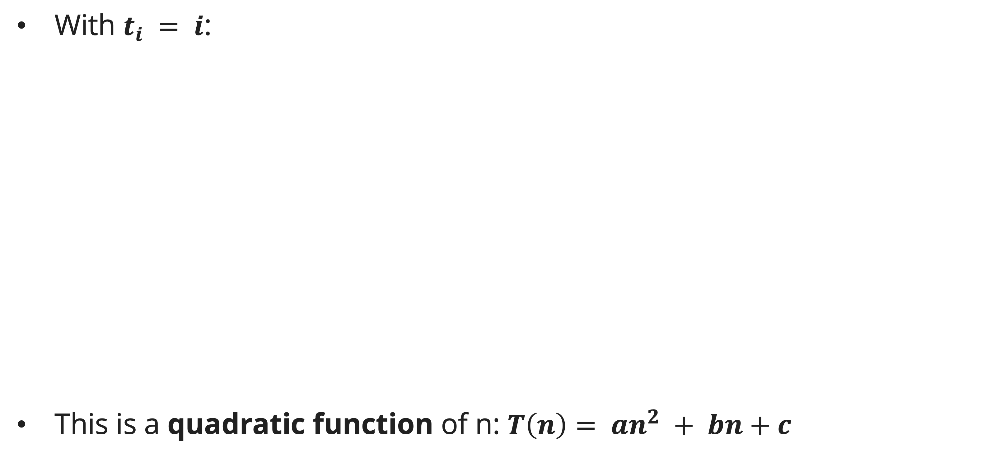 • With tᵢ = i:
• This is a quadratic function of n: T(n) = an² + bn + c